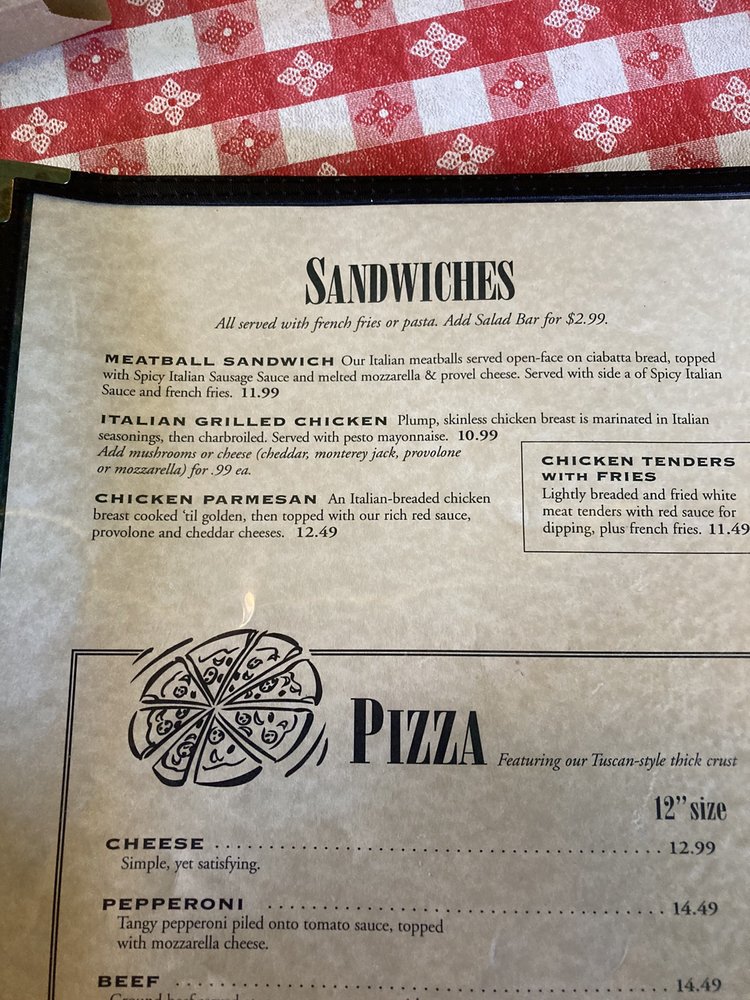 SANDWICHES
All served with french fries or pasta. Add Salad Bar for $2.99.
MEATBALL SANDWICH Our Italian meatballs served open-face on ciabatta bread, topped
with Spicy Italian Sausage Sauce and melted mozzarella & provel cheese. Served with side a of Spicy Italian
Sauce and french fries. 11.99
ITALIAN GRILLED CHICKEN Plump, skinless chicken breast is marinated in Italian
seasonings, then charbroiled. Served with pesto mayonnaise. 10.99
Add mushrooms or cheese (cheddar, monterey jack, provolone
or mozzarella) for .99 ea.
CHICKEN PARMESAN An Italian-breaded chicken
breast cooked 'til golden, then topped with our rich red sauce,
provolone and cheddar cheeses. 12.49
CHICKEN TENDERS
WITH FRIES
Lightly breaded and fried white
meat tenders with red sauce for
dipping, plus french fries. 11.49
PIZZA Featuring our Tuscan-style thick crust
12" size
CHEESE 12.99
Simple, yet satisfying.
PEPPERONI 14.49
Tangy pepperoni piled onto tomato sauce, topped
with mozzarella cheese.
BEEF 14.49